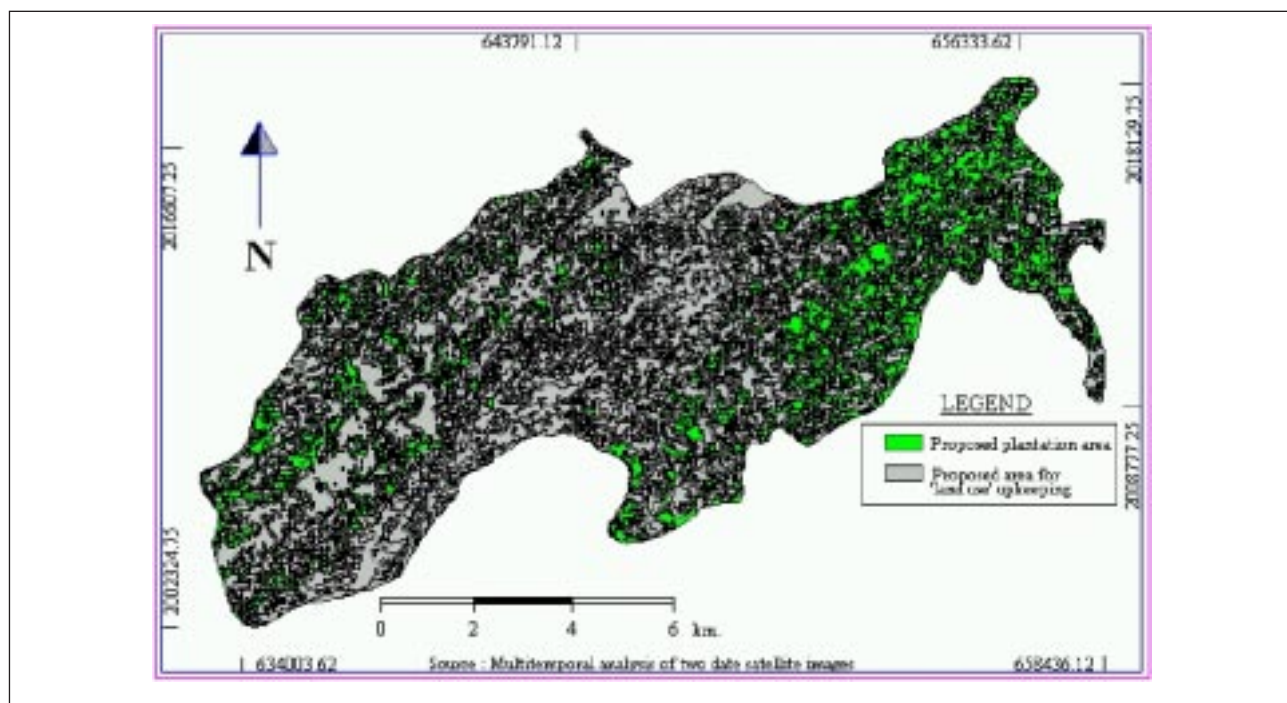 643791.12
656333.62
2018129.75
2016607.25
N
LEGEND
Proposed plantation area
Proposed area for
'land use' upkeeping
2008737.25
2002324.75
0 2 4 6 km.
634003.62
Source : Multitemporal analysis of two date satellite images
658436.12